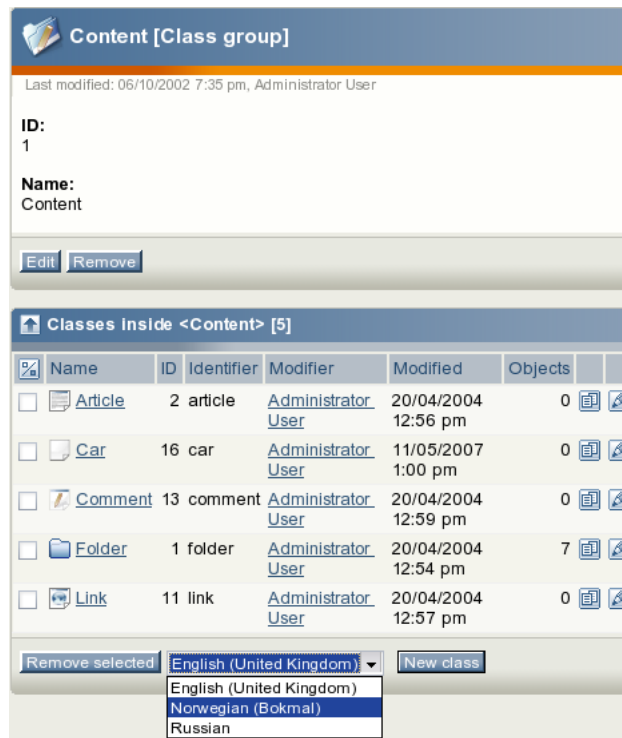 Content [Class group]
Last modified: 06/10/2002 7:35 pm, Administrator User
ID:
1
Name:
Content
Edit Remove
Classes inside <Content> [5]
Name ID Identifier Modifier Modified Objects
Article 2 article Administrator User 20/04/2004 12:56 pm 0
Car 16 car Administrator User 11/05/2007 1:00 pm 0
Comment 13 comment Administrator User 20/04/2004 12:59 pm 0
Folder 1 folder Administrator User 20/04/2004 12:54 pm 7
Link 11 link Administrator User 20/04/2004 12:57 pm 0
Remove selected English (United Kingdom) New class
English (United Kingdom)
Norwegian (Bokmal)
Russian